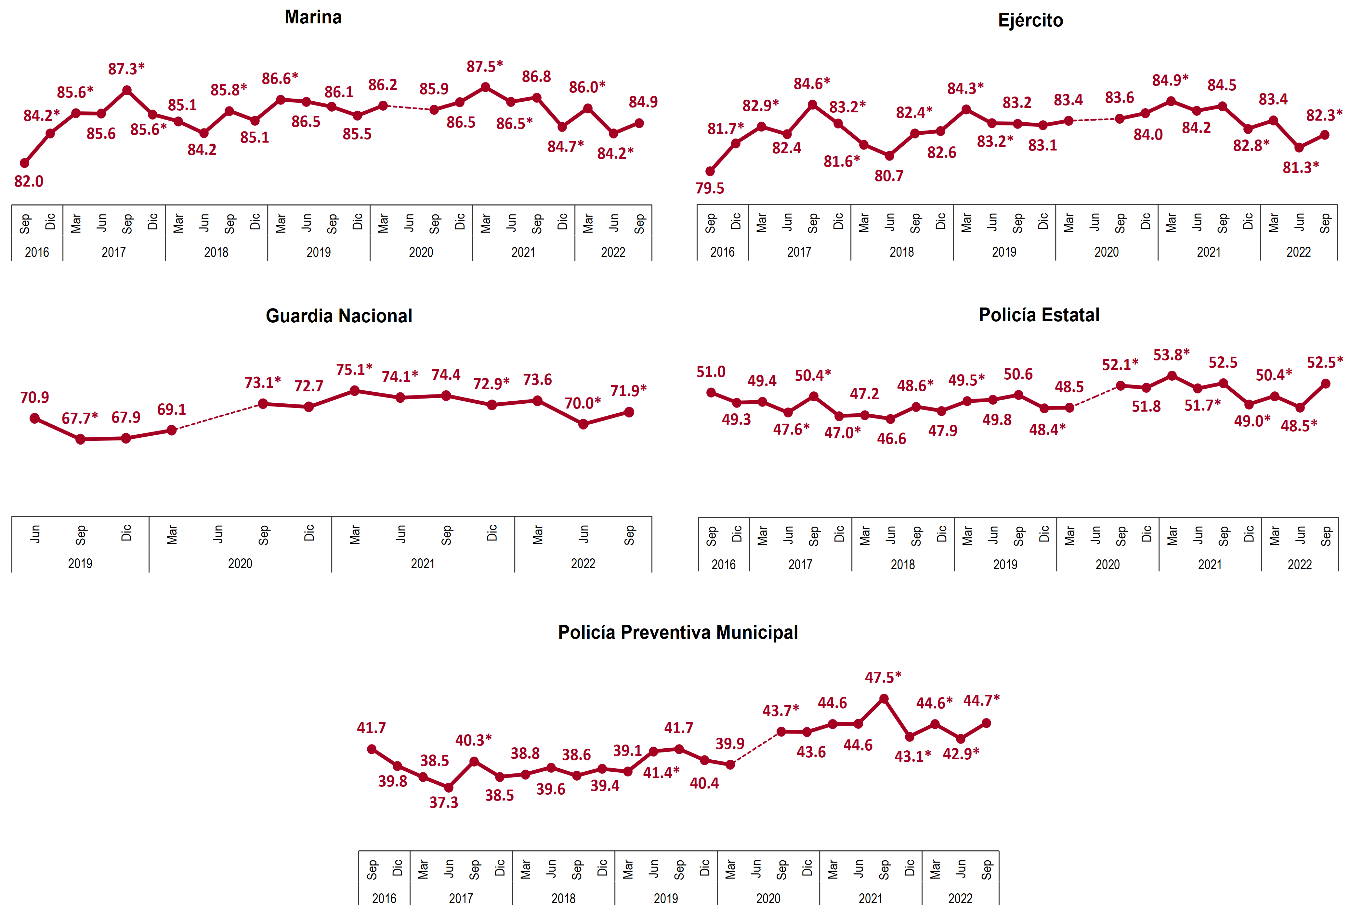 Marina
87.3*
87.5*
85.6*
86.6*
86.2
86.8
86.0*
84.2*
85.1
85.8*
86.1
85.9
84.9
85.6
85.6*
84.2
85.1
86.5
85.5
86.5
86.5*
84.7*
84.2*
82.0
Sep Dic Mar Jun Sep Dic Mar Jun Sep Dic Mar Jun Sep Dic Mar Jun Sep Dic Mar Jun Sep Dic Mar Jun Sep
2016 2017 2018 2019 2020 2021 2022
Ejército
84.6*
84.3*
84.9*
84.5
82.9*
83.2*
83.2
83.4
83.6
83.4
81.7*
82.4*
82.3*
82.4
81.6*
80.7
82.6
83.2*
83.1
84.0
84.2
82.8*
81.3*
79.5
Sep Dic Mar Jun Sep Dic Mar Jun Sep Dic Mar Jun Sep Dic Mar Jun Sep Dic Mar Jun Sep Dic Mar Jun Sep
2016 2017 2018 2019 2020 2021 2022
Guardia Nacional
70.9 67.7* 67.9 69.1 73.1* 72.7 75.1* 74.1* 74.4 72.9* 73.6 70.0* 71.9*
Jun Sep Dic Mar Jun Sep Dic Mar Jun Sep Dic Mar Jun Sep
2019 2020 2021 2022
Policía Estatal
51.0 49.4 50.4* 47.2 48.6* 49.5* 50.6 48.5 52.1* 53.8* 52.5 50.4* 52.5*
49.3 47.6* 47.0* 46.6 47.9 49.8 48.4* 51.8 51.7* 49.0* 48.5*
Sep Dic Mar Jun Sep Dic Mar Jun Sep Dic Mar Jun Sep Dic Mar Jun Sep Dic Mar Jun Sep Dic Mar Jun Sep
2016 2017 2018 2019 2020 2021 2022
Policía Preventiva Municipal
41.7 38.5 40.3* 38.8 38.6 39.1 41.7 39.9 43.7* 44.6 47.5* 44.6* 44.7*
39.8 37.3 38.5 39.6 39.4 41.4* 40.4 43.6 44.6 43.1* 42.9*
Sep Dic Mar Jun Sep Dic Mar Jun Sep Dic Mar Jun Sep Dic Mar Jun Sep Dic Mar Jun Sep Dic Mar Jun Sep
2016 2017 2018 2019 2020 2021 2022